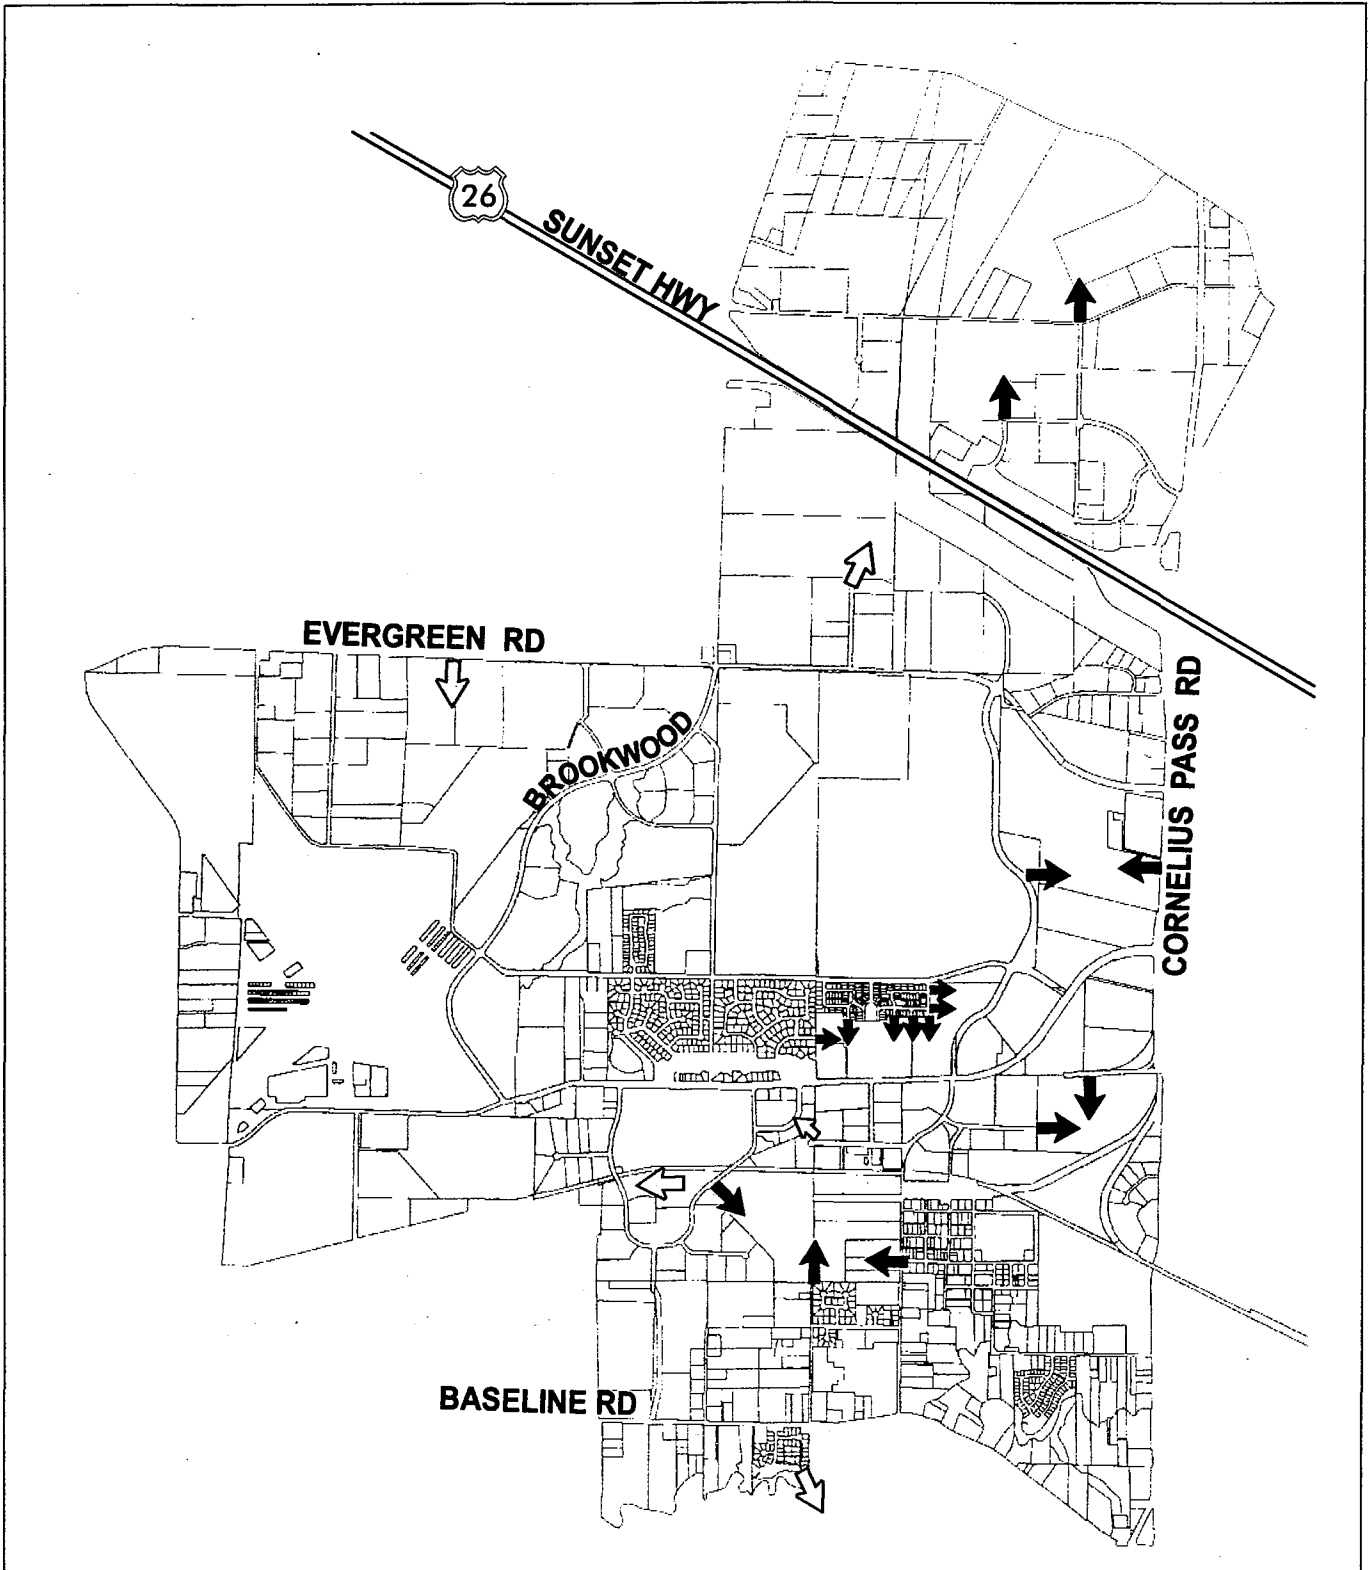 26
SUNSET HWY
EVERGREEN RD
BROOKWOOD
CORNELIUS PASS RD
BASELINE RD